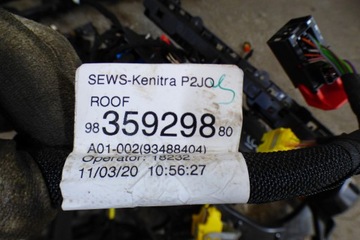 SEWS-Kenitra P2JO
ROOF
98 359298 80
A01-002(93488404)
Operator: 18232
11/03/20 10:56:27